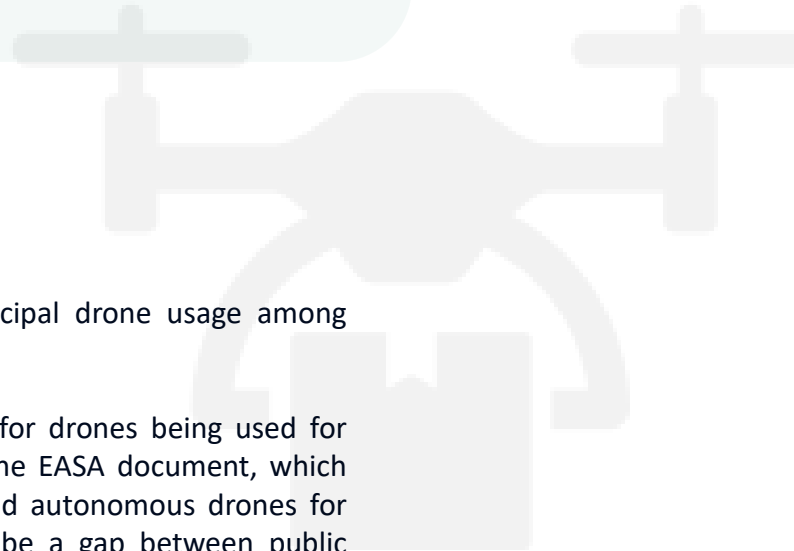 cipal drone usage among
for drones being used for
he EASA document, which
d autonomous drones for
be a gap between public